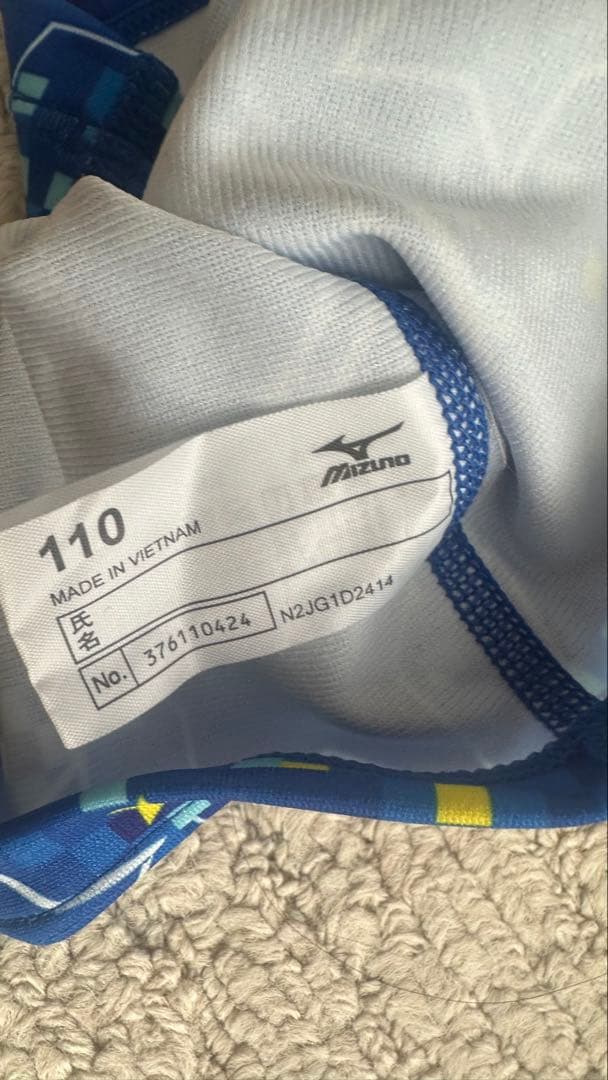 MIZUNO
110
MADE IN VIETNAM
氏名
No. 376110424 N2JG1D2414